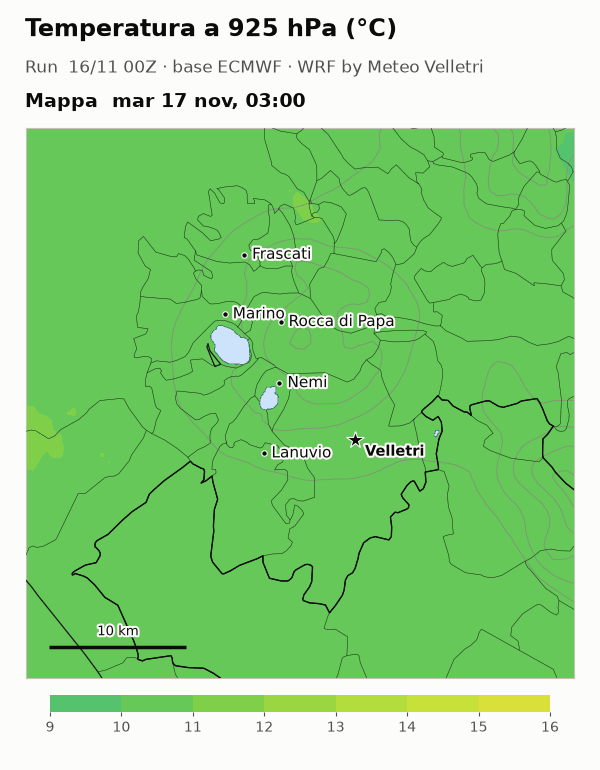 Temperatura a 925 hPa (°C)
Run  16/11 00Z · base ECMWF · WRF by Meteo Velletri
Mappa  mar 17 nov, 03:00
Frascati
Marino
Rocca di Papa
Nemi
Velletri
Lanuvio
10 km
9 10 11 12 13 14 15 16